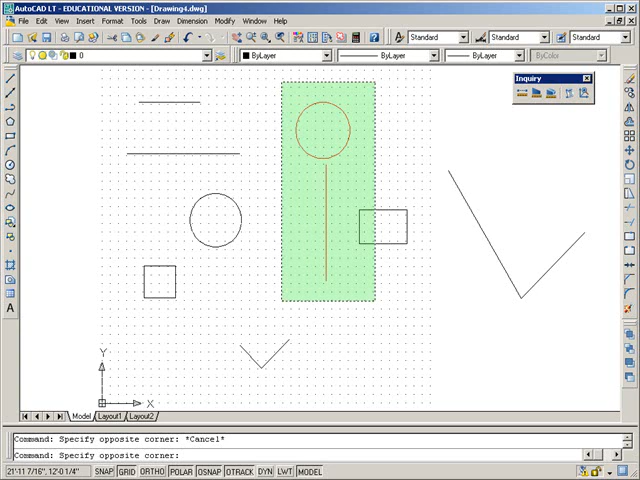 AutoCAD LT - EDUCATIONAL VERSION - [Drawing4.dwg]
File Edit View Insert Format Tools Draw Dimension Modify Window Help
Standard Standard Standard
0 ByLayer ByLayer ByLayer ByColor
Inquiry
A
Y
X
Model Layout1 Layout2
Command: Specify opposite corner: *Cancel*
Command: Specify opposite corner:
21'-11 7/16", 12'-0 1/4" SNAP GRID ORTHO POLAR OSNAP OTRACK DYN LWT MODEL